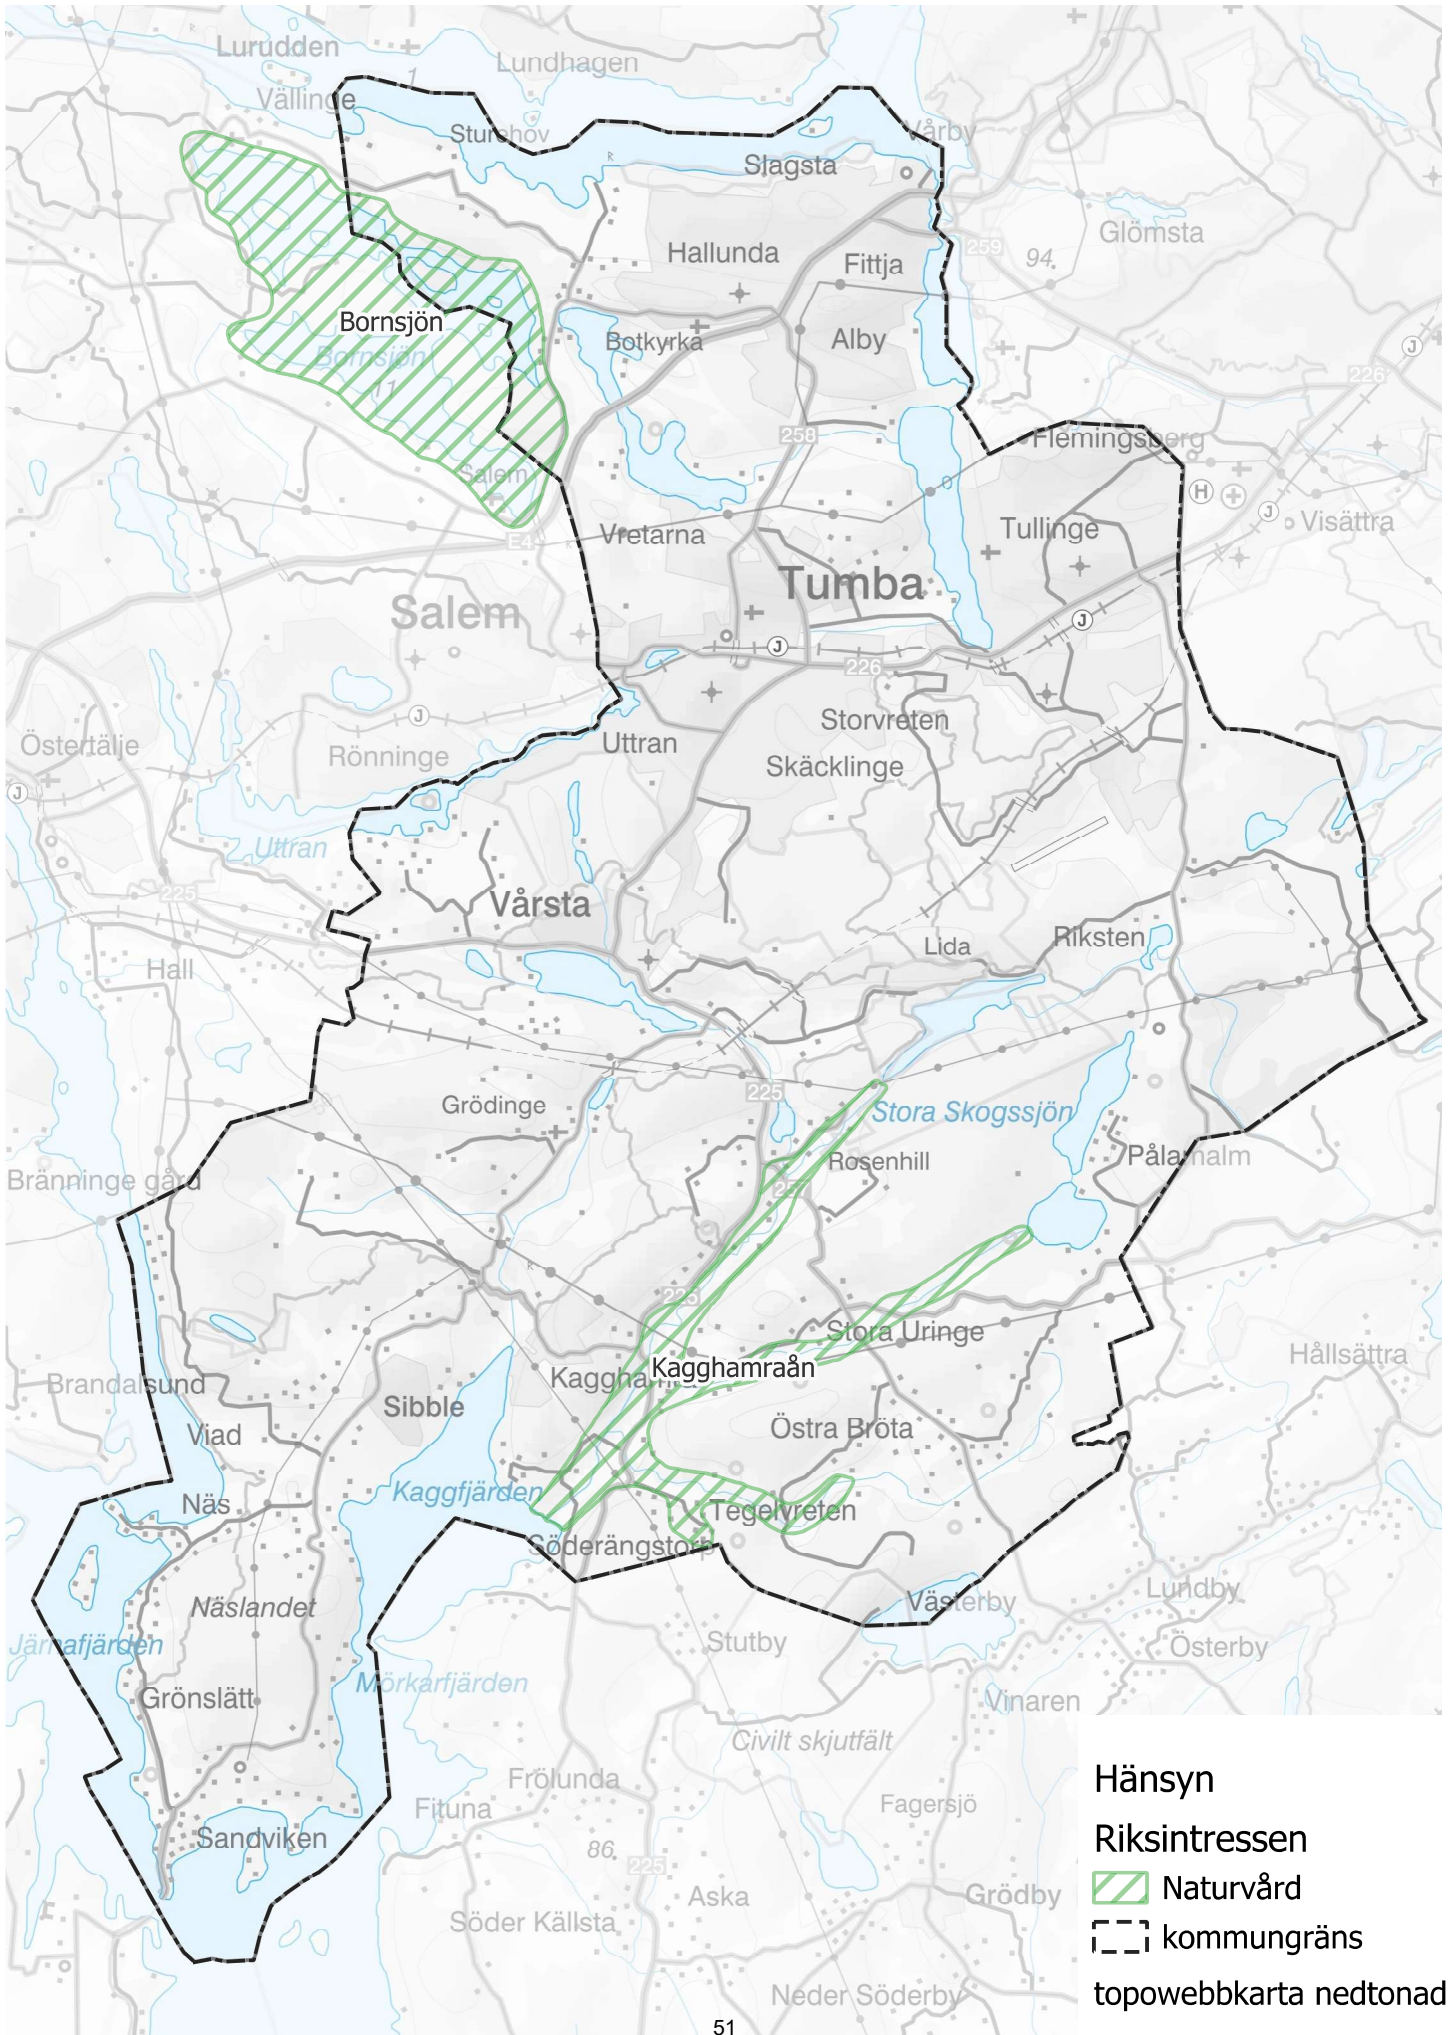 Lurudden
Lundhagen
1
Vällinge
Sturehov
Vårby
Slagsta
Glömsta
Hallunda
259
94
Fittja
Bornsjön
Botkyrka
Alby
Bornsjön
11
J
226
258
Flemingsberg
Salem
H
J
Visättra
Vretarna
Tullinge
E4
Tumba
Salem
J
J
226
J
Storvreten
Östertälje
Uttran
Rönninge
Skäcklinge
J
Uttran
225
Vårsta
Lida
Riksten
Hall
225
Grödinge
Stora Skogssjön
Pålamalm
Rosenhill
Bränninge gård
225
Stora Uringe
Hållsättra
Kagghamra
Kagghamraån
Brandalsund
Sibble
Östra Bröta
Viad
Kaggfjärden
Näs
Tegelvreten
Söderängstorp
Lundby
Västerby
Näslandet
Järnafjärden
Stutby
Österby
Mörkarfjärden
Grönslätt
Vinaren
Civilt skjutfält
Frölunda
Fituna
Fagersjö
Sandviken
86
225
Aska
Grödby
Söder Källsta
Neder Söderby
Hänsyn
Riksintressen
Naturvård
kommungräns
topowebbkarta nedtonad
51